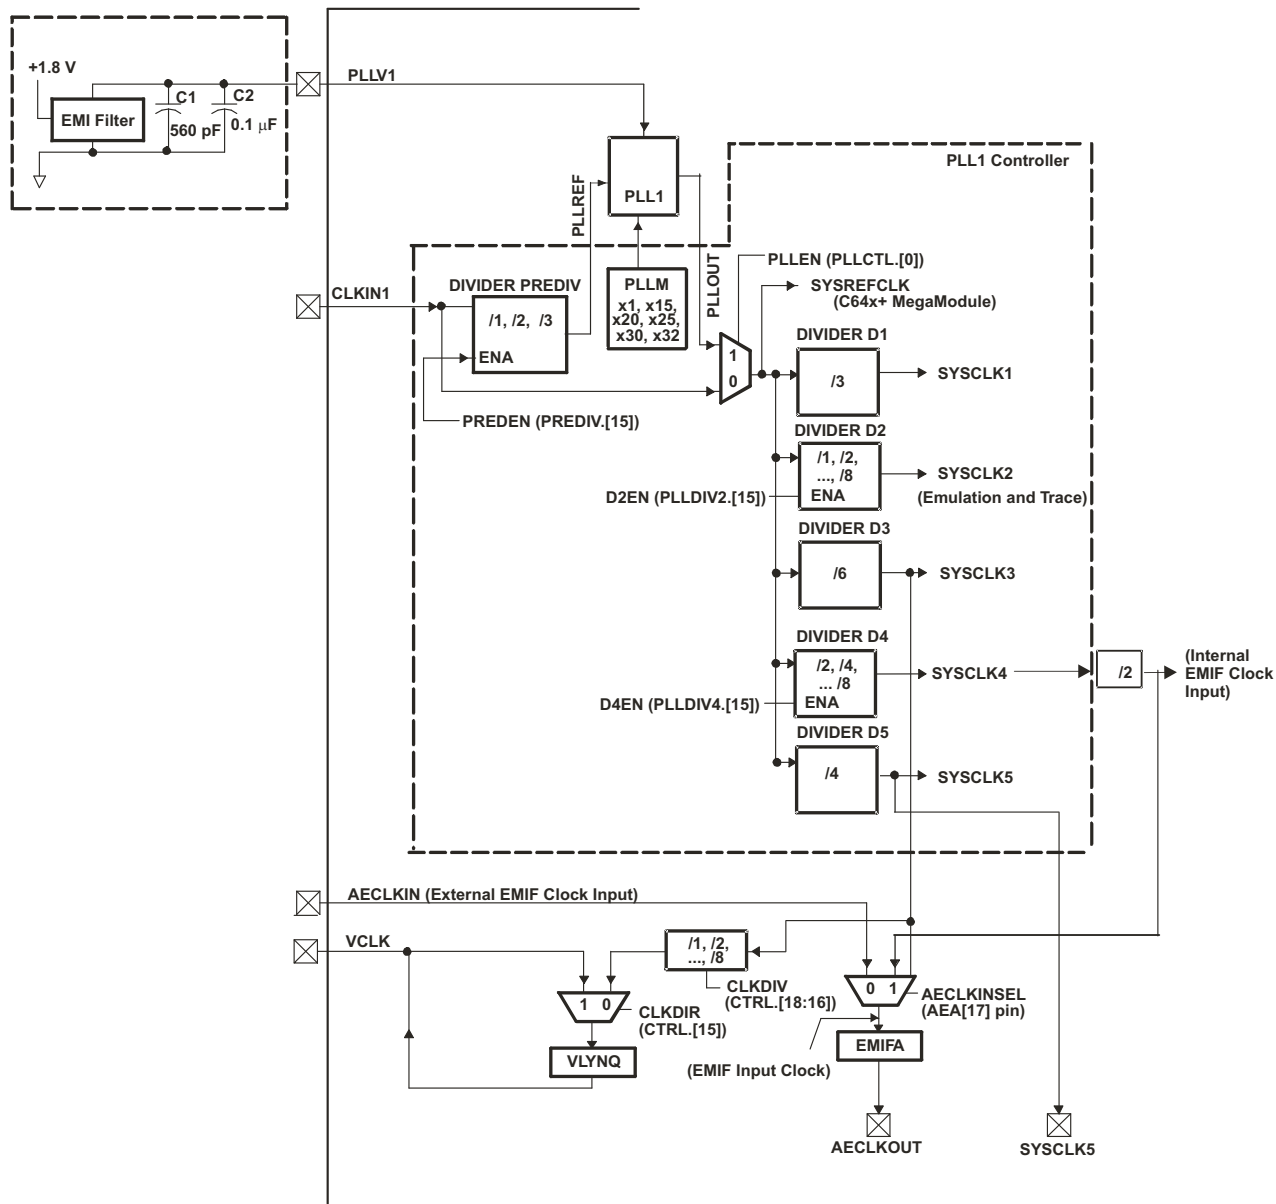 +1.8 V
EMI Filter
C1
560 pF
C2
0.1 μF
PLLV1
PLL1 Controller
PLLREF
PLL1
PLLOUT
PLLEN (PLLCTL.[0])
SYSREFCLK
(C64x+ MegaModule)
CLKIN1
DIVIDER PREDIV
/1, /2, /3
ENA
PREDEN (PREDIV.[15])
PLLM
x1, x15,
x20, x25,
x30, x32
1
0
DIVIDER D1
/3
SYSCLK1
DIVIDER D2
/1, /2,
..., /8
ENA
D2EN (PLLDIV2.[15])
SYSCLK2
(Emulation and Trace)
DIVIDER D3
/6
SYSCLK3
DIVIDER D4
/2, /4,
... /8
ENA
D4EN (PLLDIV4.[15])
SYSCLK4
/2
(Internal
EMIF Clock
Input)
DIVIDER D5
/4
SYSCLK5
AECLKIN (External EMIF Clock Input)
VCLK
/1, /2,
..., /8
CLKDIV
(CTRL.[18:16])
1 0
CLKDIR
(CTRL.[15])
VLYNQ
0 1
AECLKINSEL
(AEA[17] pin)
EMIFA
(EMIF Input Clock)
AECLKOUT
SYSCLK5